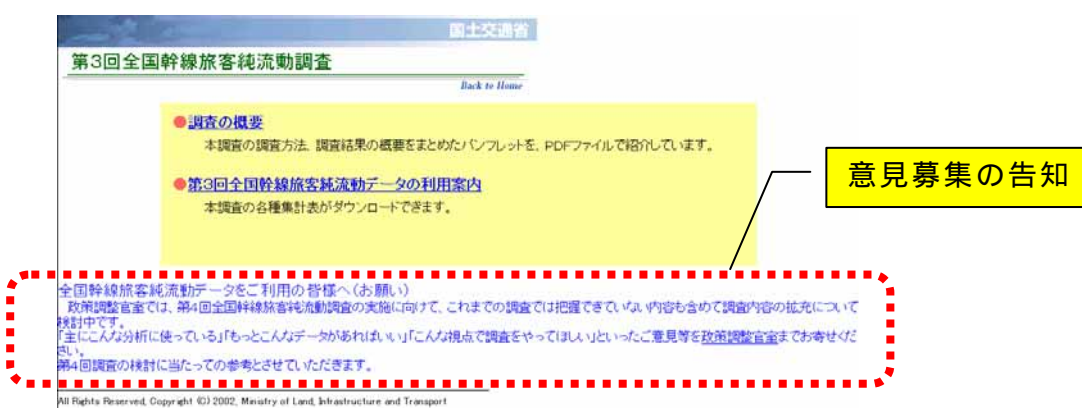 国土交通省
第3回全国幹線旅客純流動調査
Back to Home
●調査の概要
本調査の調査方法、調査結果の概要をまとめたパンフレットを、PDFファイルで紹介しています。
意見募集の告知
●第3回全国幹線旅客純流動データの利用案内
本調査の各種集計表がダウンロードできます。
全国幹線旅客純流動データをご利用の皆様へ(お願い)
政策調整官室では、第4回全国幹線旅客純流動調査の実施に向けて、これまでの調査では把握できていない内容も含めて調査内容の拡充について
検討中です。
「主にこんな分析に使っている」「もっとこんなデータがあればいい」「こんな視点で調査をやってほしい」といったご意見等を政策調整官室までお寄せくだ
さい。
第4回調査の検討に当たっての参考とさせていただきます。
All Rights Reserved, Copyright (C) 2002, Ministry of Land, Infrastructure and Transport